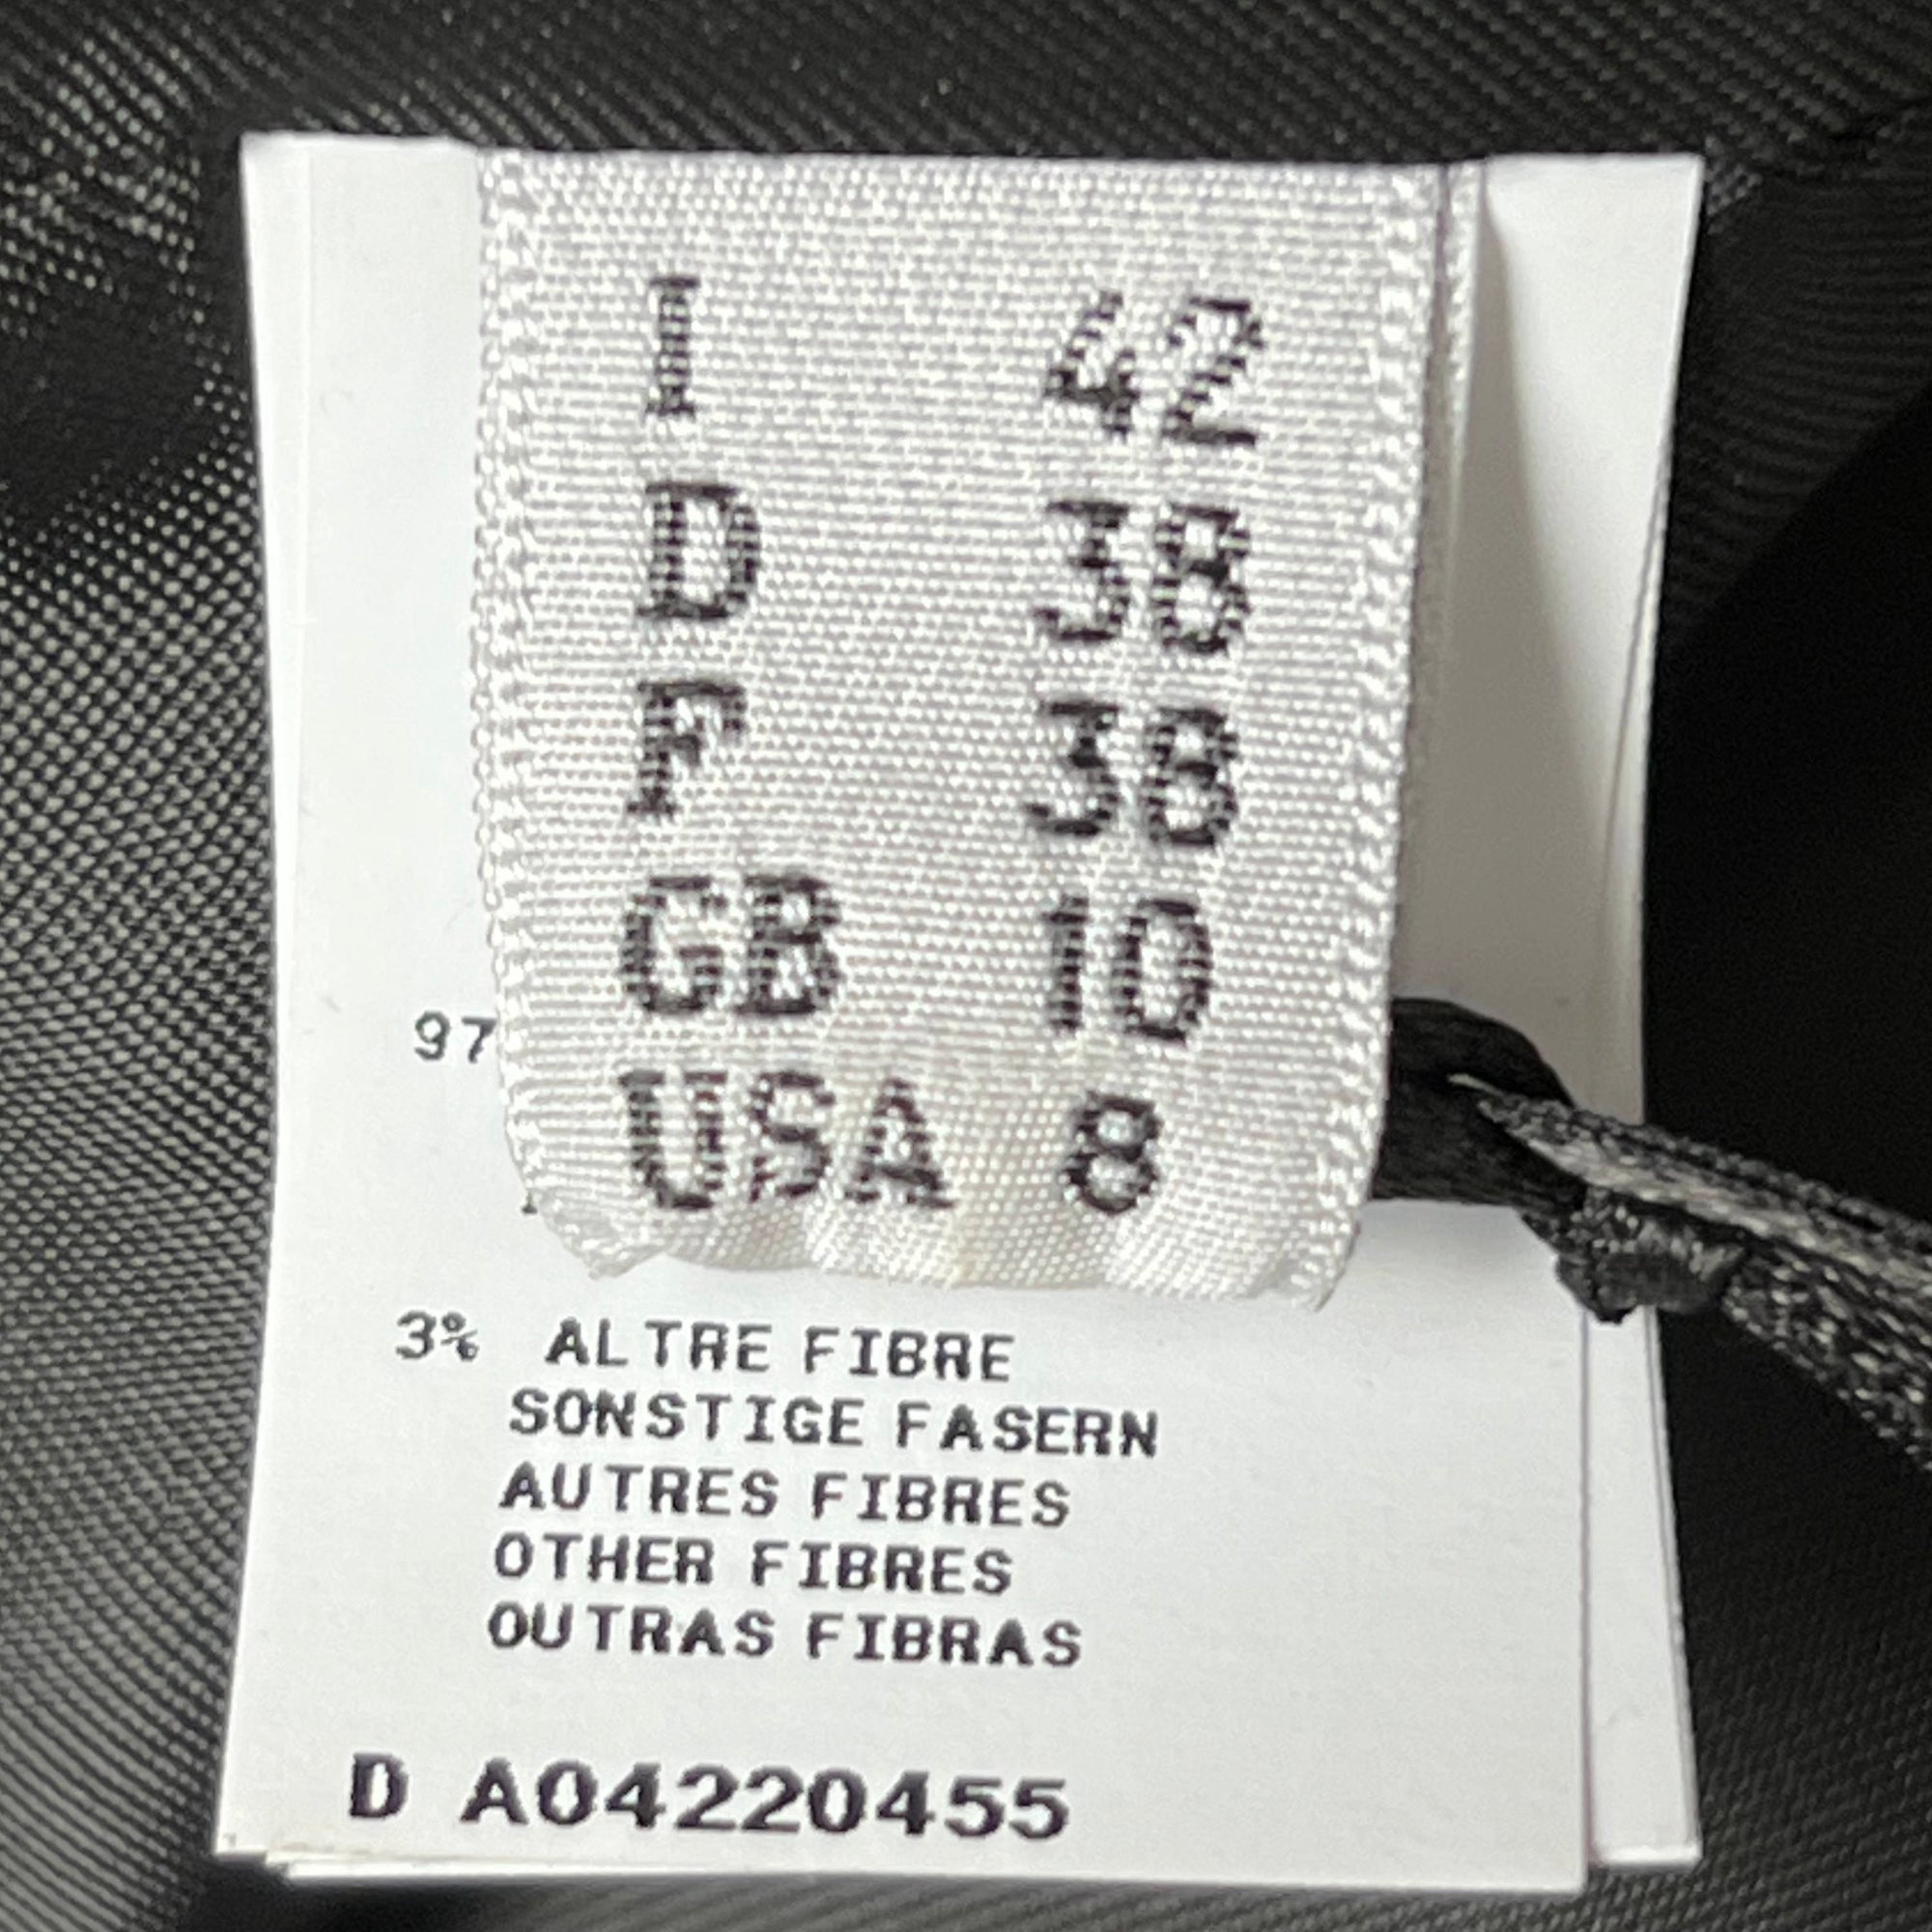 I 42
D 38
F 38
GB 10
USA 8
97
3% ALTRE FIBRE
SONSTIGE FASERN
AUTRES FIBRES
OTHER FIBRES
OUTRAS FIBRAS
D A04220455